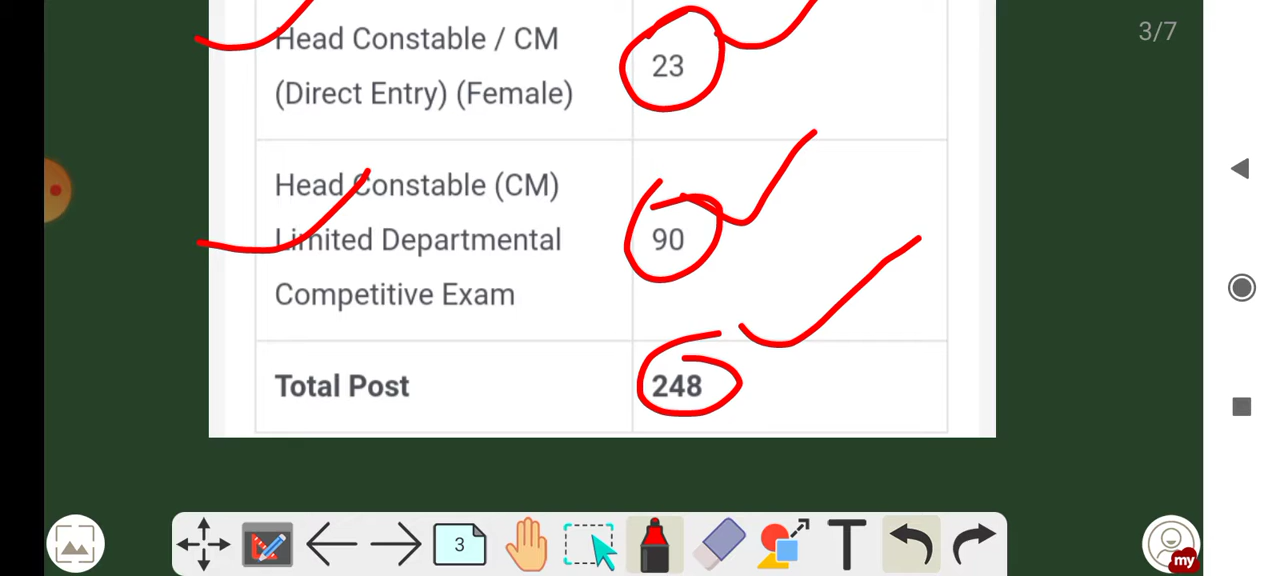 3/7
Head Constable / CM
(Direct Entry) (Female)
23
Head Constable (CM)
Limited Departmental
Competitive Exam
90
Total Post
248
3
T
my